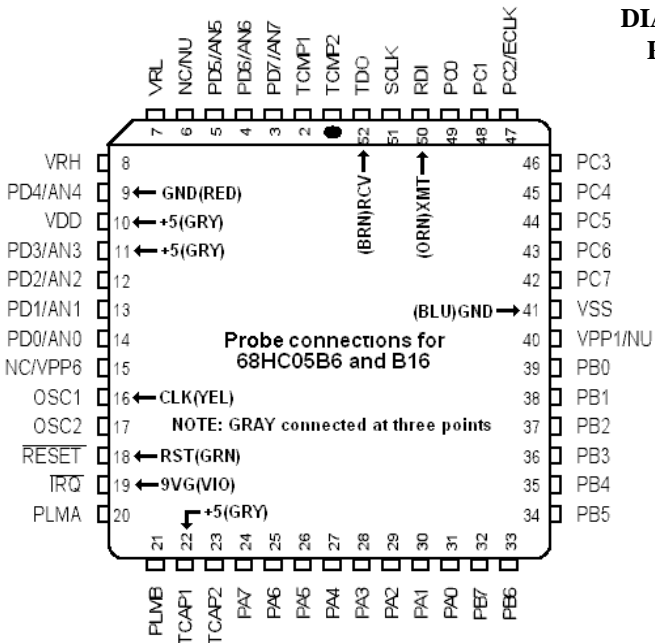 DIA
VRL NC/NU PD5/AN5 PD6/AN6 PD7/AN7 TCMP1 TCMP2 TDO SCLK RDI PC0 PC1 PC2/ECLK
7 6 5 4 3 2 52 51 50 49 48 47
VRH 8
PD4/AN4 9 GND(RED)
VDD 10 +5(GRY)
PD3/AN3 11 +5(GRY)
PD2/AN2 12
PD1/AN1 13
PD0/AN0 14
NC/VPP6 15
OSC1 16 CLK(YEL)
OSC2 17
RESET 18 RST(GRN)
IRQ 19 9VG(VIO)
PLMA 20
+5(GRY)
(BRN)RCV
(ORN)XMT
(BLU)GND
Probe connections for
68HC05B6 and B16
NOTE: GRAY connected at three points
46 PC3
45 PC4
44 PC5
43 PC6
42 PC7
41 VSS
40 VPP1/NU
39 PB0
38 PB1
37 PB2
36 PB3
35 PB4
34 PB5
21 22 23 24 25 26 27 28 29 30 31 32 33
PLMB TCAP1 TCAP2 PA7 PA6 PA5 PA4 PA3 PA2 PA1 PA0 PB7 PB6